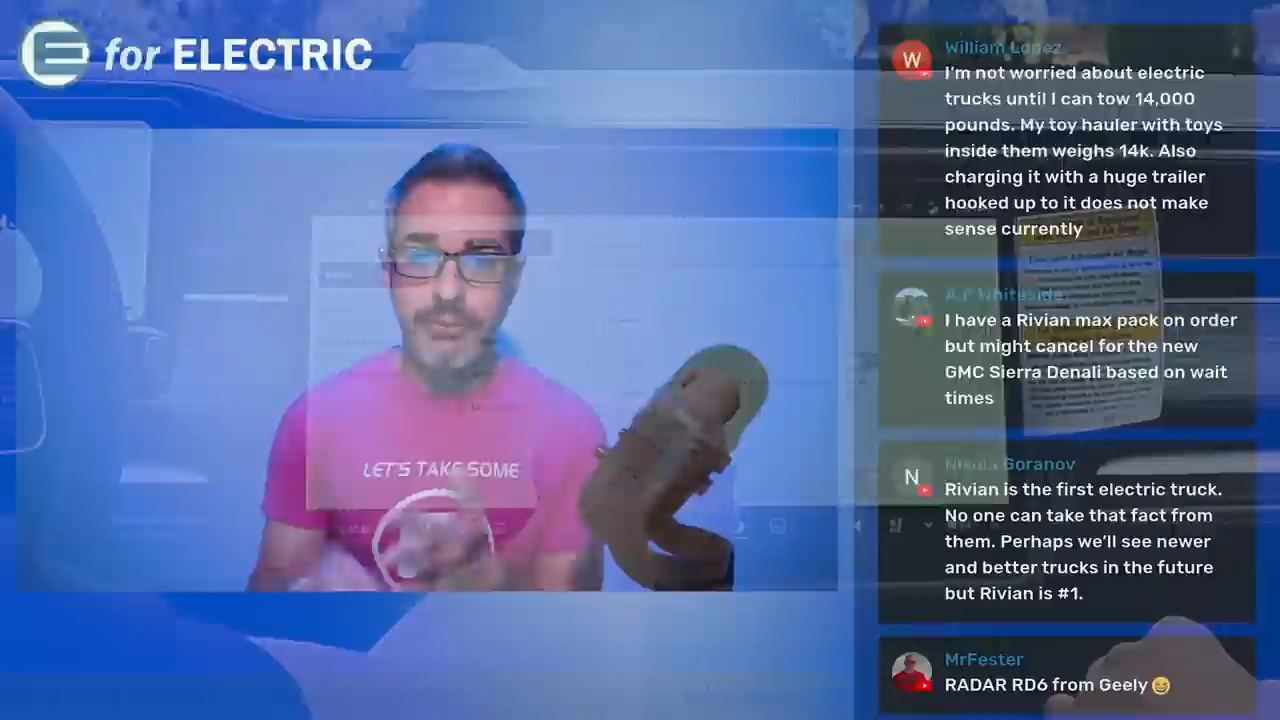 for ELECTRIC
William Lopez
I'm not worried about electric
trucks until I can tow 14,000
pounds. My toy hauler with toys
inside them weighs 14k. Also
charging it with a huge trailer
hooked up to it does not make
sense currently
A.P Whiteside
I have a Rivian max pack on order
but might cancel for the new
GMC Sierra Denali based on wait
times
Nikola Goranov
Rivian is the first electric truck.
No one can take that fact from
them. Perhaps we'll see newer
and better trucks in the future
but Rivian is #1.
MrFester
RADAR RD6 from Geely 😄
LET'S TAKE SOME
W
N